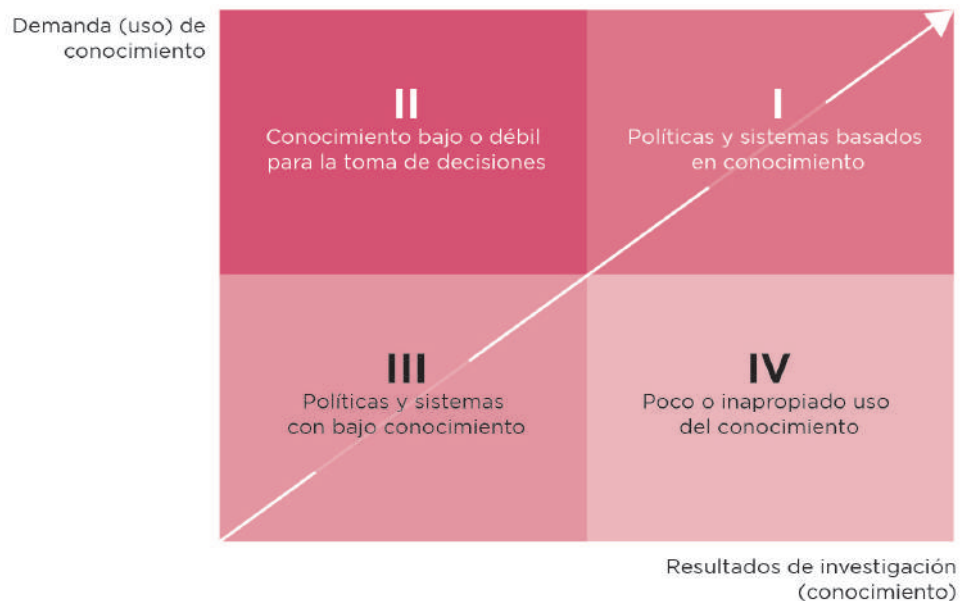 Demanda (uso) de
conocimiento
II
Conocimiento bajo o débil
para la toma de decisiones
I
Políticas y sistemas basados
en conocimiento
III
Políticas y sistemas
con bajo conocimiento
IV
Poco o inapropiado uso
del conocimiento
Resultados de investigación
(conocimiento)